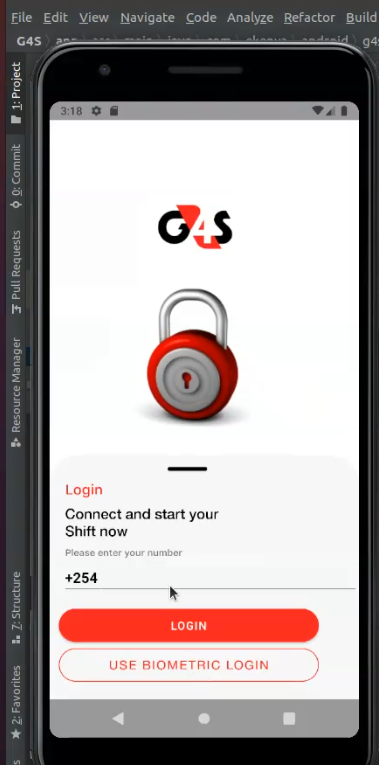 File Edit View Navigate Code Analyze Refactor Build
G4S
1: Project
0: Commit
Pull Requests
Resource Manager
Z: Structure
2: Favorites
3:18
G4S
Login
Connect and start your
Shift now
Please enter your number
+254
LOGIN
USE BIOMETRIC LOGIN